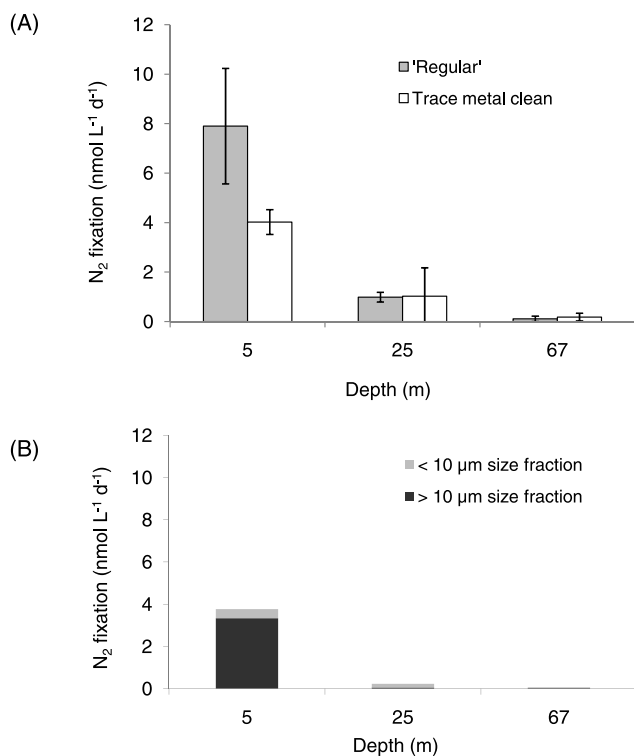 (A)
12
10
8
6
4
2
0
N₂ fixation (nmol L⁻¹ d⁻¹)
'Regular'
Trace metal clean
5 25 67
Depth (m)
(B)
12
10
8
6
4
2
0
N₂ fixation (nmol L⁻¹ d⁻¹)
< 10 µm size fraction
> 10 µm size fraction
5 25 67
Depth (m)